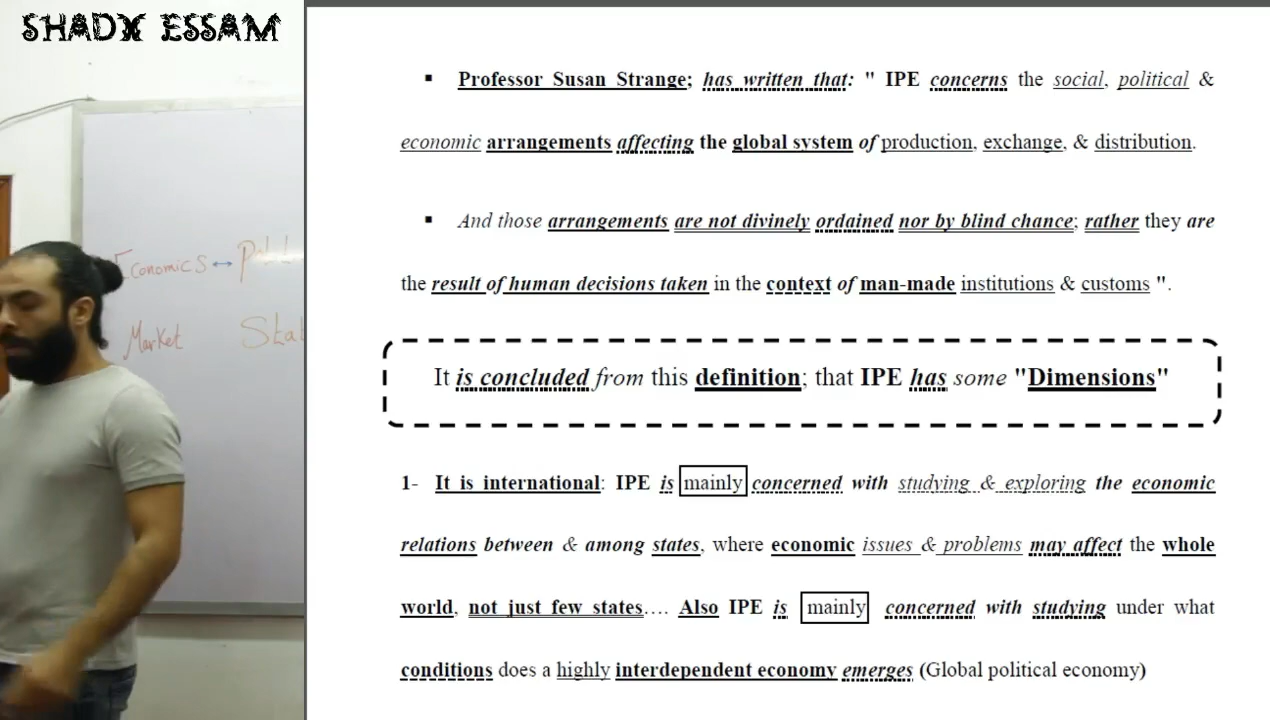 SHADY ESSAM
Economics ↔ Pol
Market Stat
▪ Professor Susan Strange; has written that: " IPE concerns the social, political &
economic arrangements affecting the global system of production, exchange, & distribution.
▪ And those arrangements are not divinely ordained nor by blind chance; rather they are
the result of human decisions taken in the context of man-made institutions & customs ".
It is concluded from this definition; that IPE has some "Dimensions"
1- It is international: IPE is mainly concerned with studying & exploring the economic
relations between & among states, where economic issues & problems may affect the whole
world, not just few states…. Also IPE is mainly concerned with studying under what
conditions does a highly interdependent economy emerges (Global political economy)